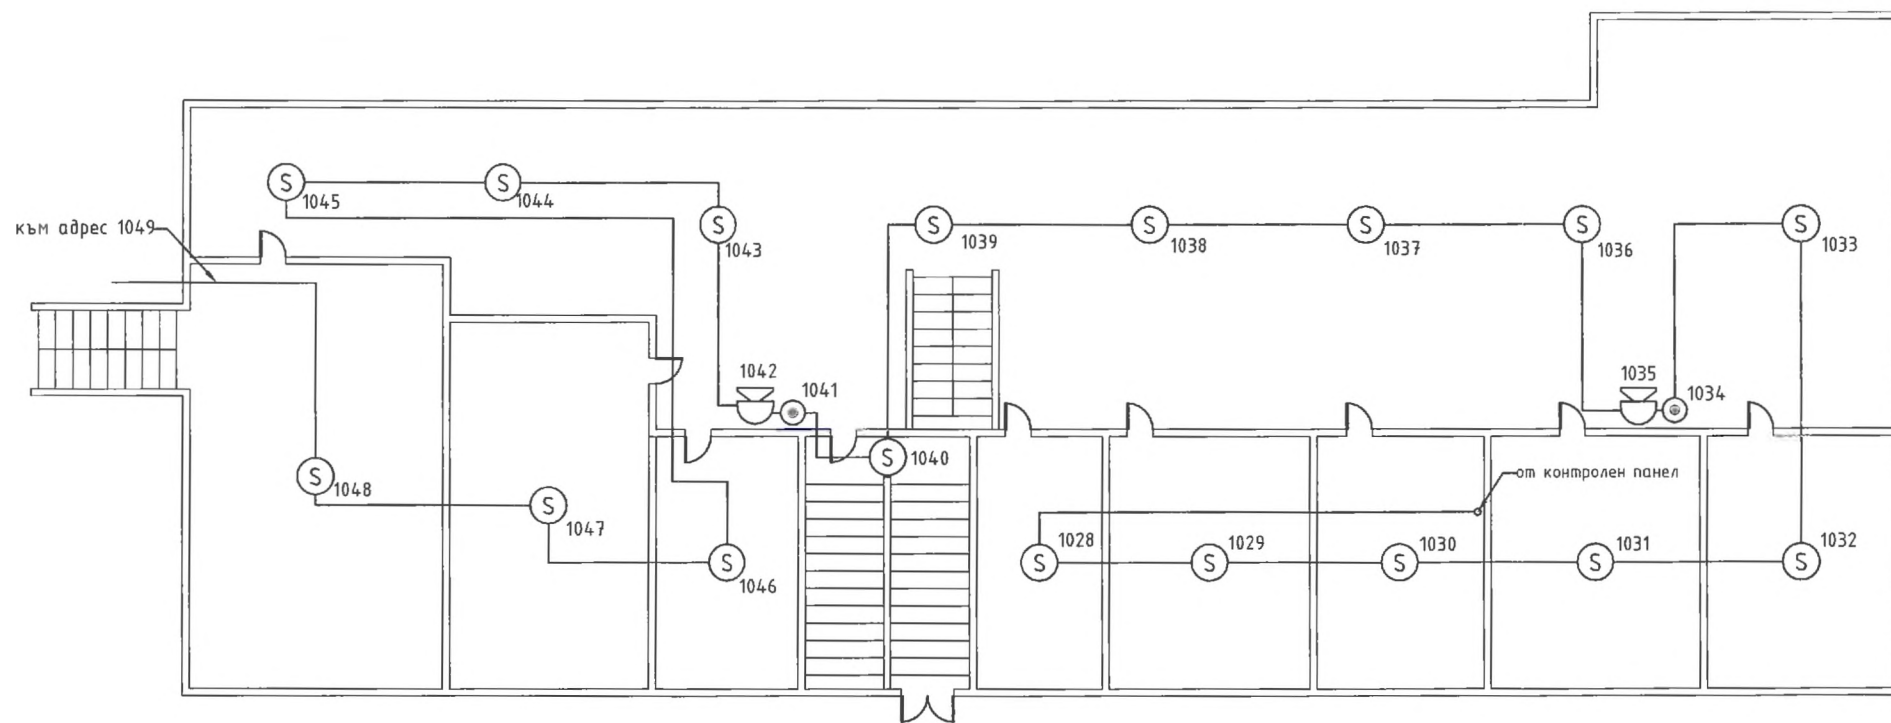 S 1045
S 1044
S 1043
S 1039
S 1038
S 1037
S 1036
S 1033
към адрес 1049
1042
1041
1035
1034
S 1040
S 1048
S 1047
S 1046
от контролен панел
S 1028
S 1029
S 1030
S 1031
S 1032